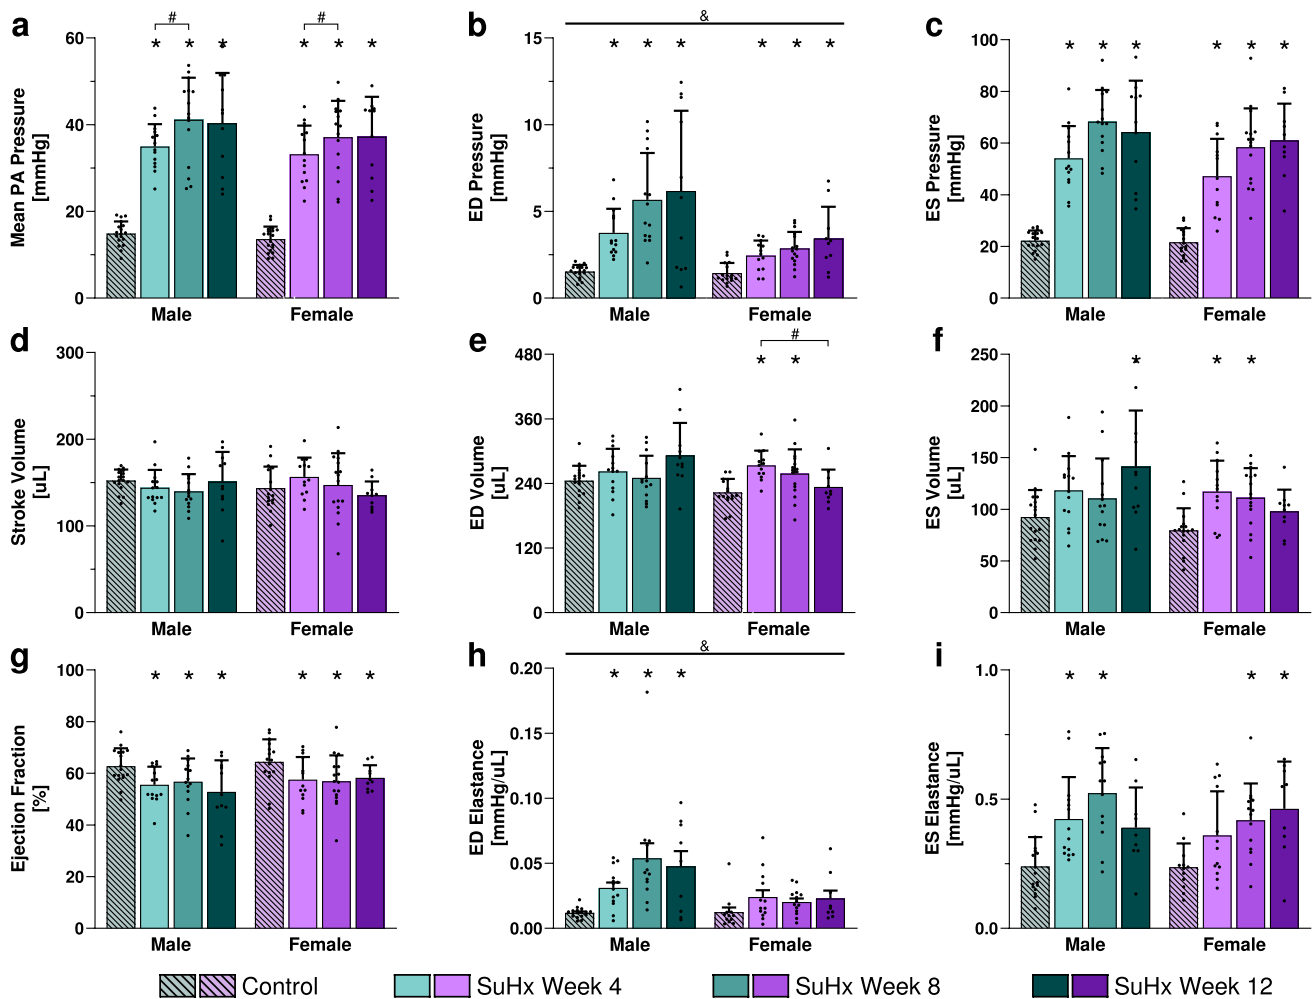 a
Mean PA Pressure
[mmHg]
60
40
20
0
# #
* * * * * *
Male Female
b
ED Pressure
[mmHg]
15
10
5
0
&
* * * * * *
Male Female
c
ES Pressure
[mmHg]
100
80
60
40
20
0
* * * * * *
Male Female
d
Stroke Volume
[uL]
300
200
100
0
Male Female
e
ED Volume
[uL]
480
360
240
120
0
#
* *
Male Female
f
ES Volume
[uL]
250
200
150
100
50
0
* * *
Male Female
g
Ejection Fraction
[%]
100
80
60
40
20
0
* * * * * *
Male Female
h
ED Elastance
[mmHg/uL]
0.20
0.15
0.10
0.05
0.00
&
* * *
Male Female
i
ES Elastance
[mmHg/uL]
1.0
0.5
0.0
* * * *
Male Female
Control SuHx Week 4 SuHx Week 8 SuHx Week 12